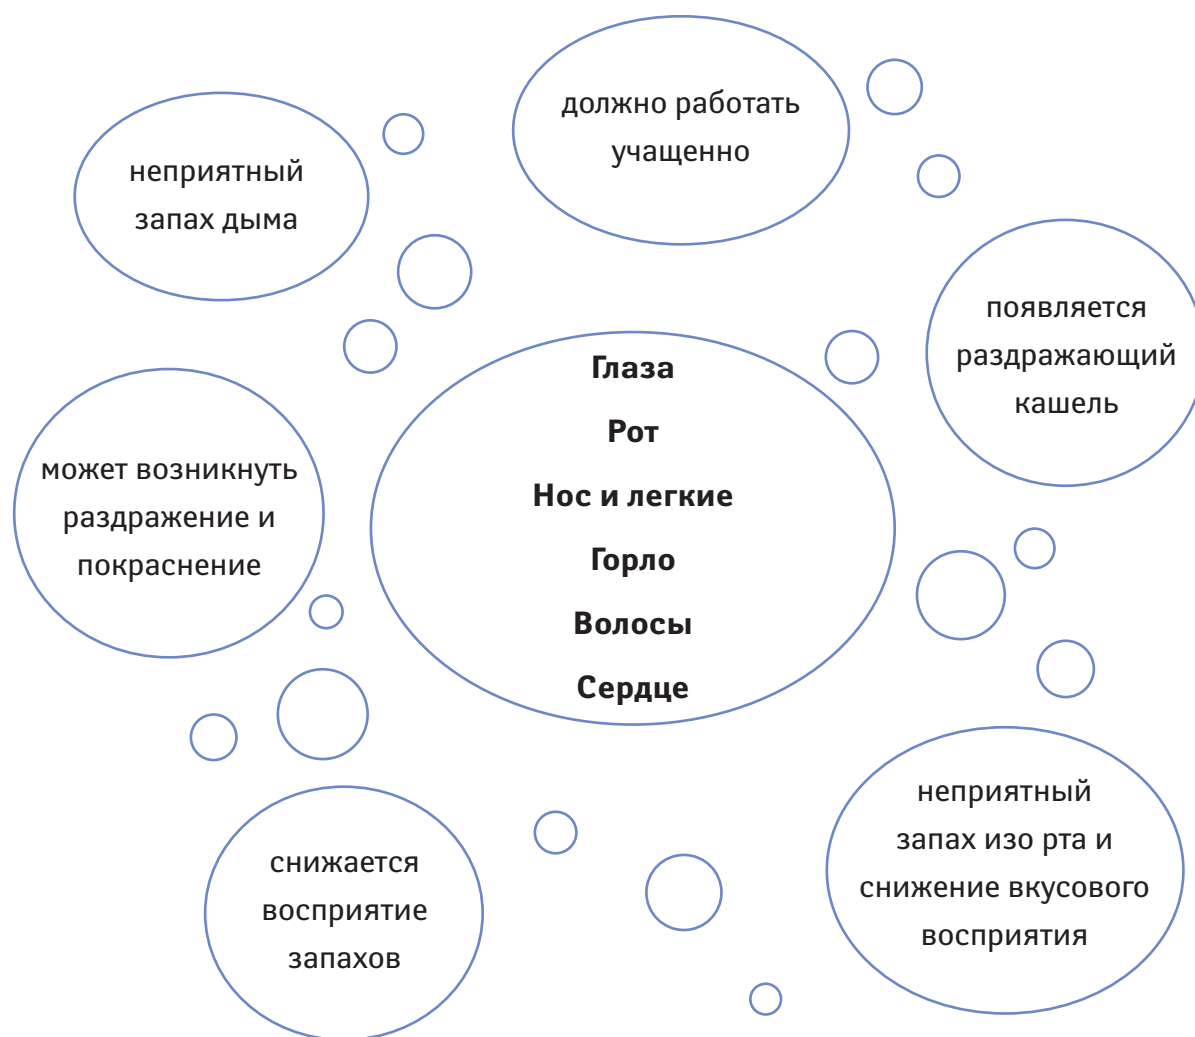 должно работать
учащенно
неприятный
запах дыма
появляется
раздражающий
кашель
Глаза
Рот
Нос и легкие
Горло
Волосы
Сердце
может возникнуть
раздражение и
покраснение
неприятный
запах изо рта и
снижение вкусового
восприятия
снижается
восприятие
запахов